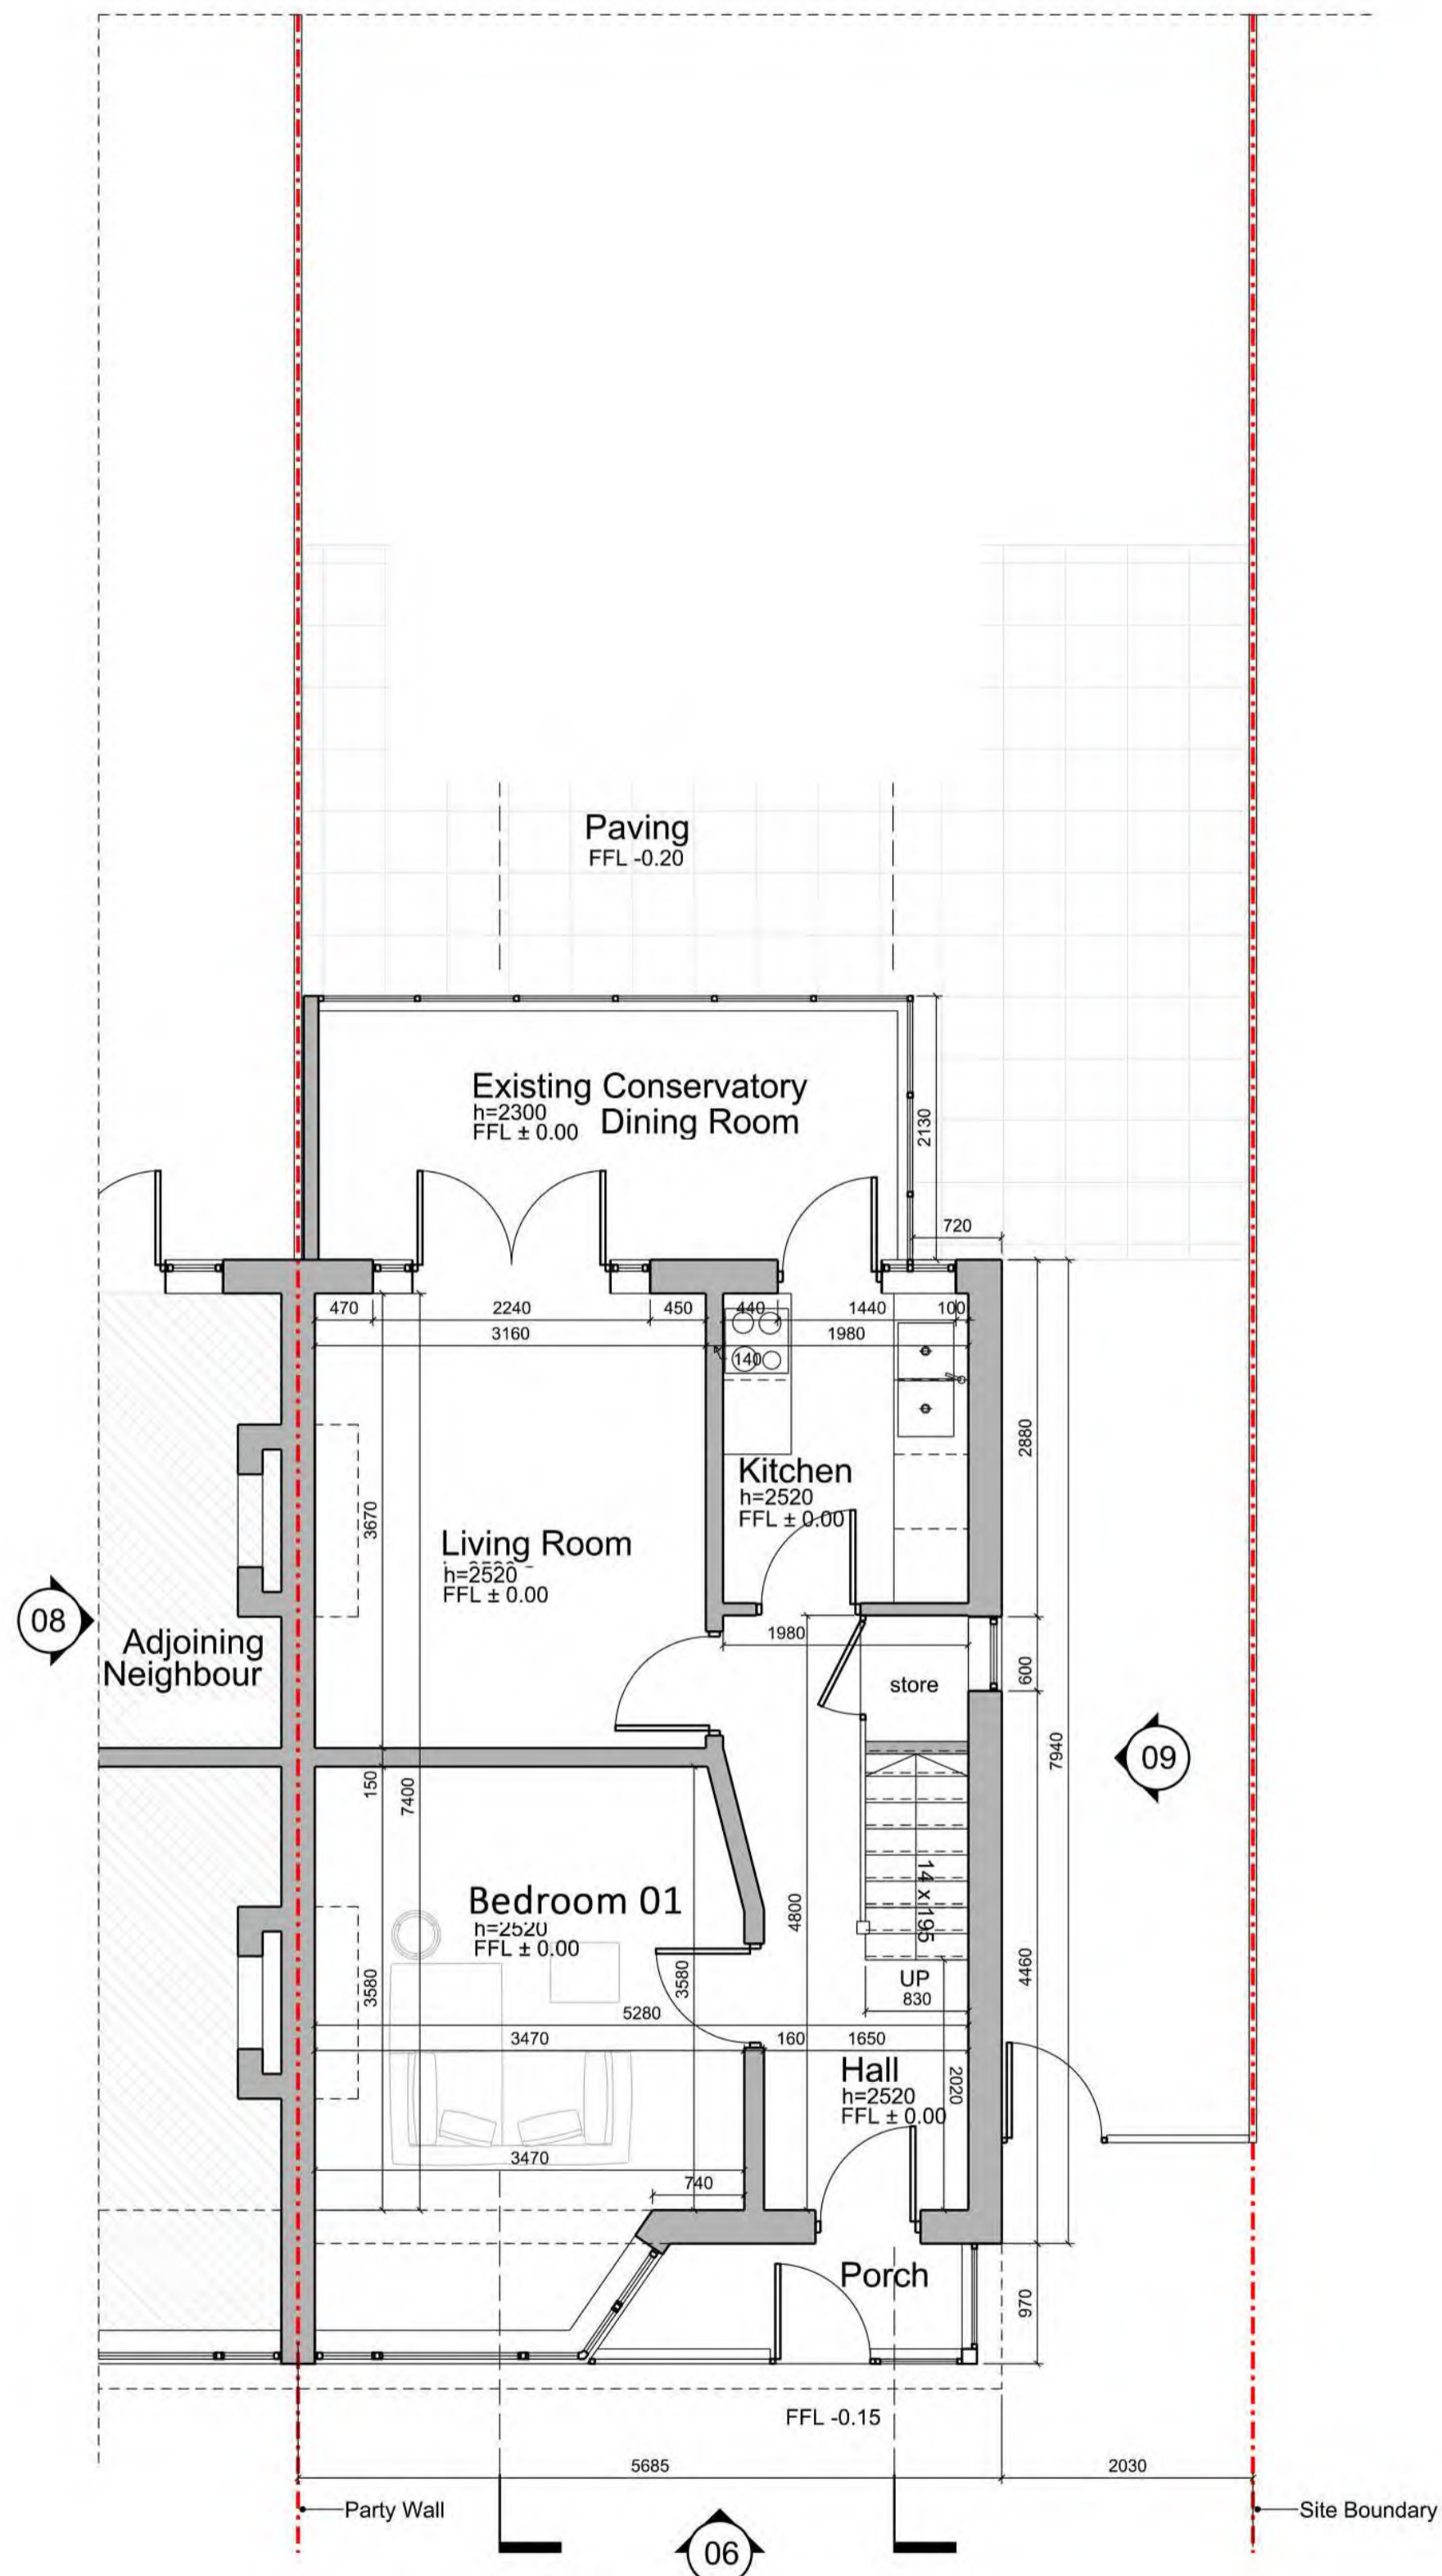 Paving
FFL -0.20
Existing Conservatory
h=2300
Dining Room
FFL ± 0.00
2130
720
470
2240
450
440
1440
100
3160
1980
140
Kitchen
h=2520
FFL ± 0.00
2880
3670
Living Room
h=2520
FFL ± 0.00
08
Adjoining
Neighbour
1980
store
600
7940
09
150
7400
14 x 195
Bedroom 01
h=2520
FFL ± 0.00
4800
4460
3580
3580
UP
830
5280
3470
160
1650
Hall
h=2520
FFL ± 0.00
2020
3470
740
Porch
970
FFL -0.15
5685
2030
Party Wall
Site Boundary
06